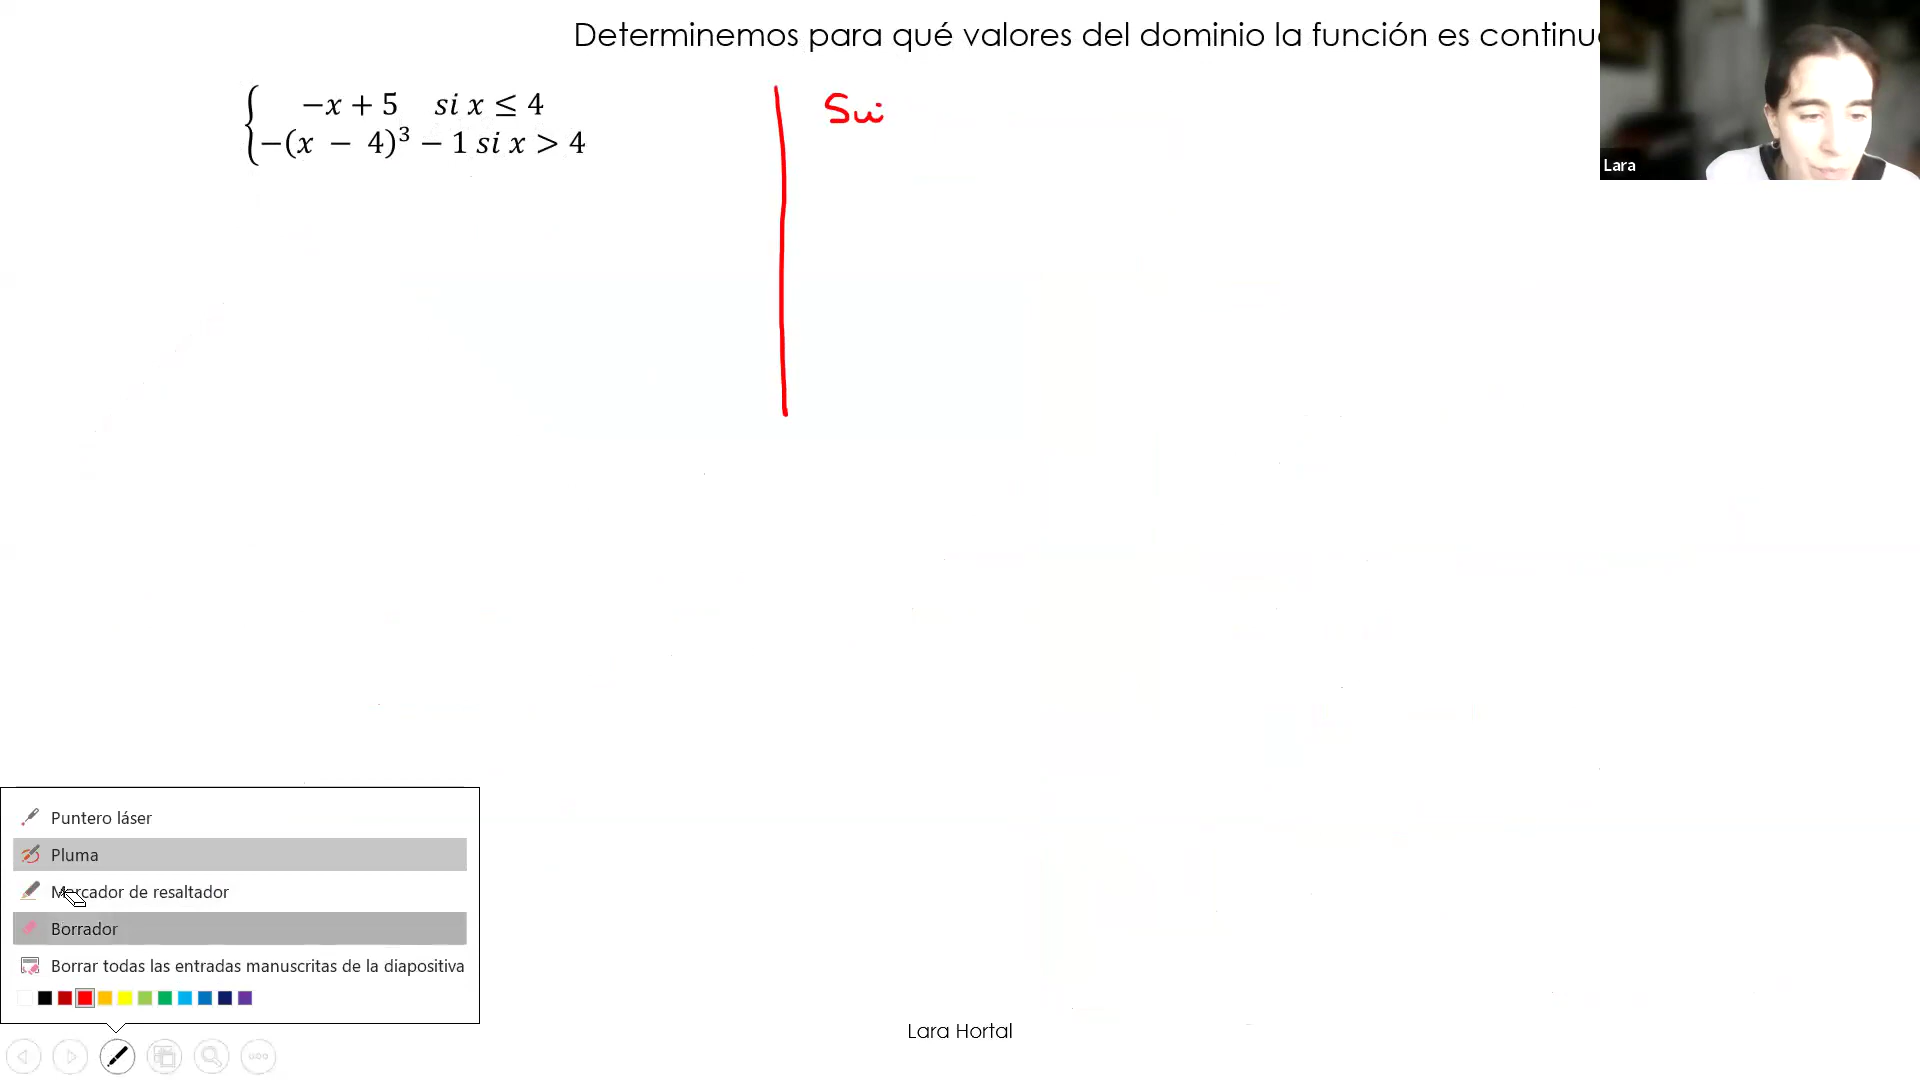 Determinemos para qué valores del dominio la función es continu
−x + 5 si x ≤ 4
−(x − 4)³ − 1 si x > 4
Sui
Lara
Puntero láser
Pluma
Marcador de resaltador
Borrador
Borrar todas las entradas manuscritas de la diapositiva
Lara Hortal